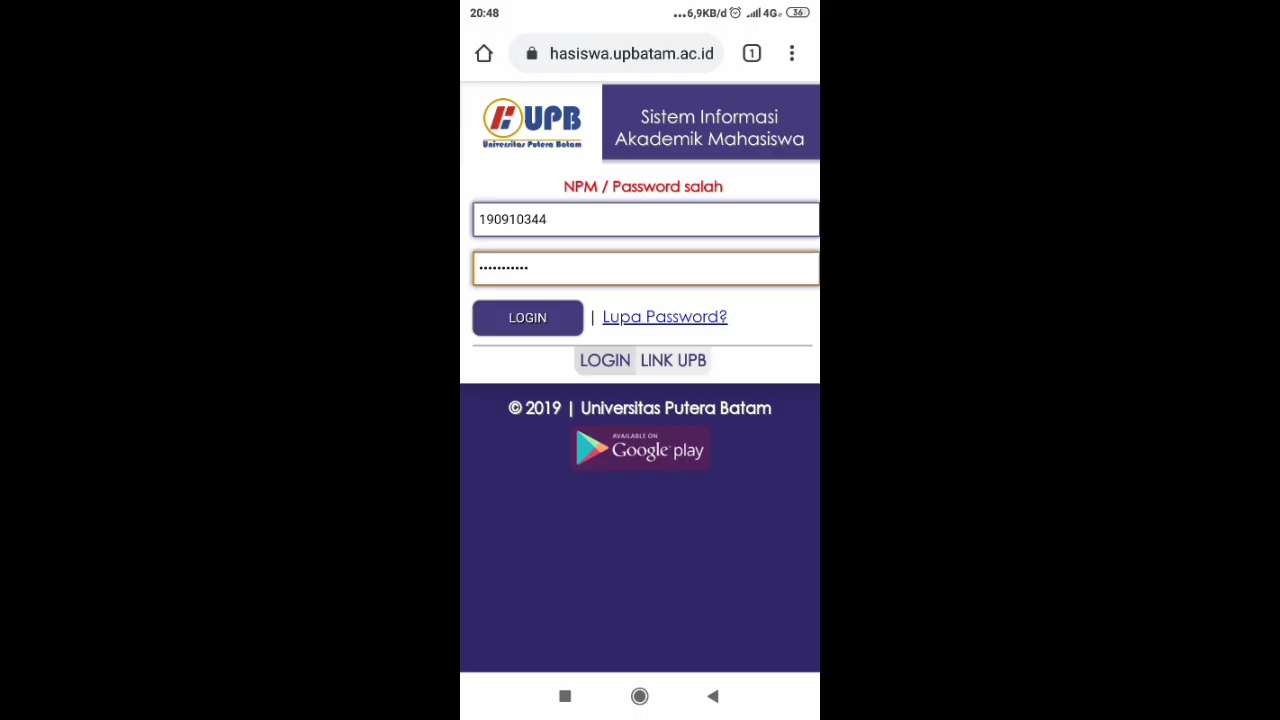 20:48
...6,9KB/d 4G 36
hasiswa.upbatam.ac.id
1
UPB
Universitas Putera Batam
Sistem Informasi
Akademik Mahasiswa
NPM / Password salah
190910344
•••••••••••
LOGIN | Lupa Password?
LOGIN LINK UPB
© 2019 | Universitas Putera Batam
AVAILABLE ON
Google play